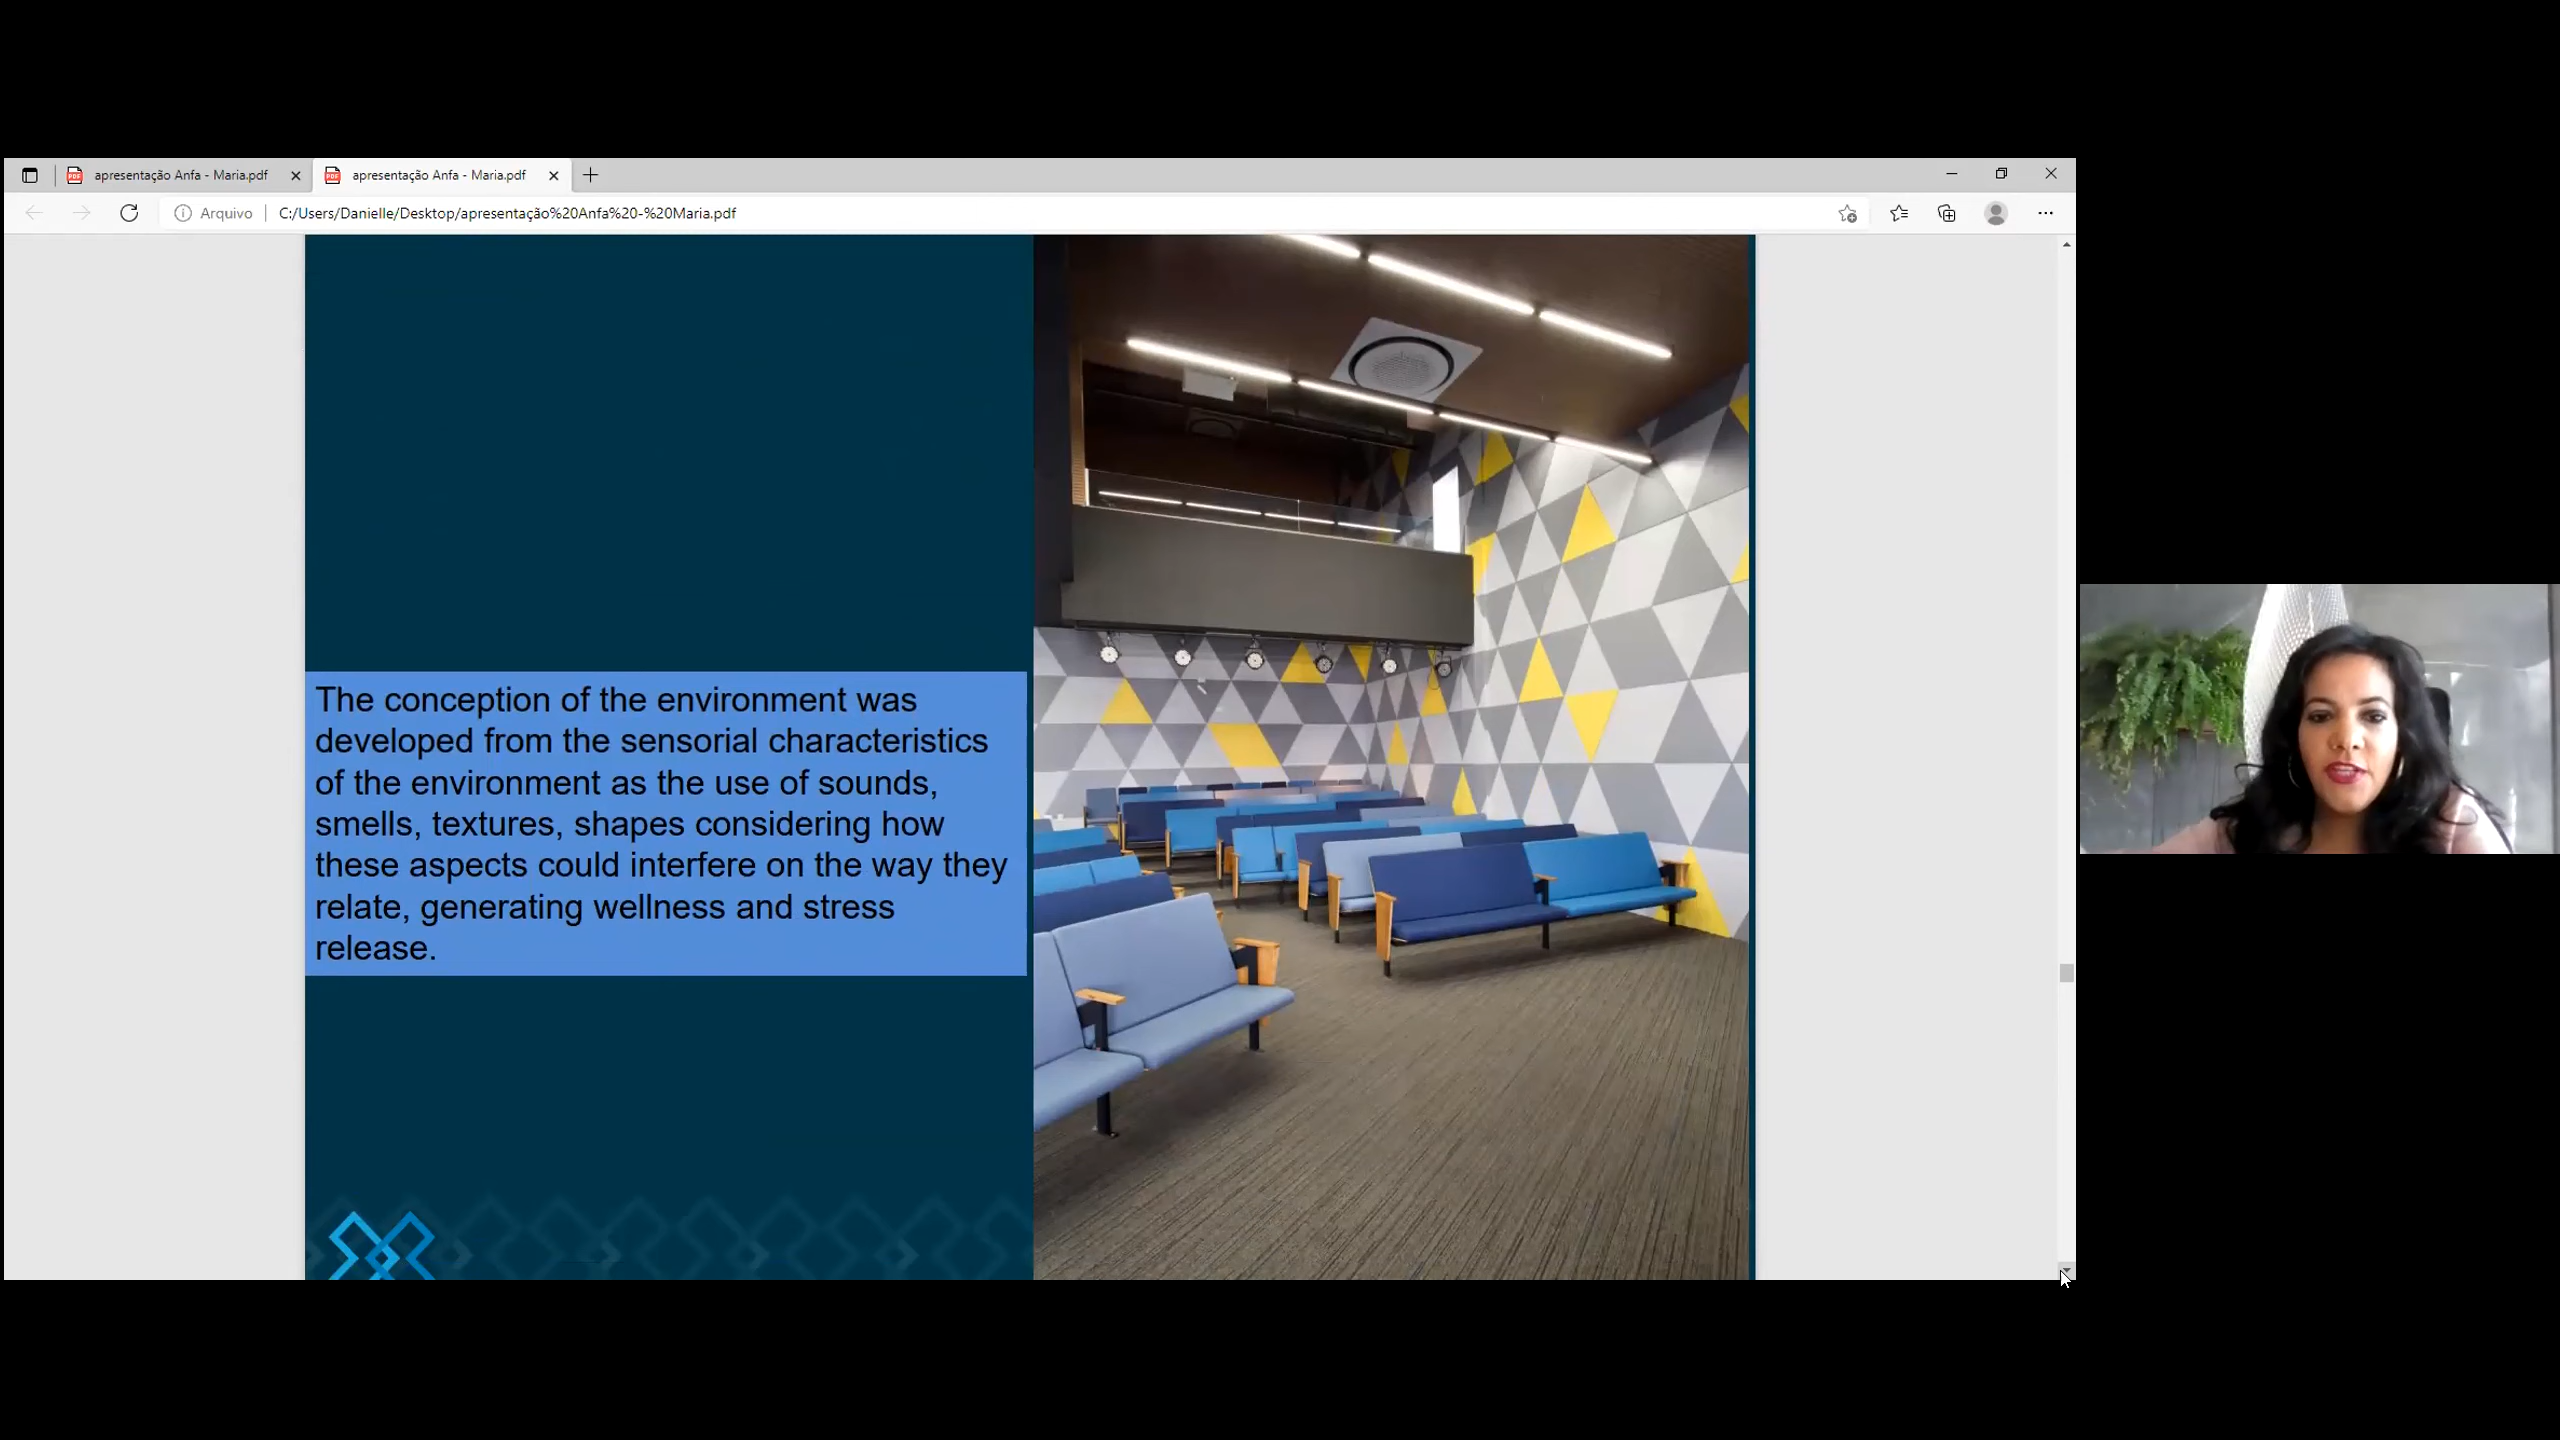 apresentação Anfa - Maria.pdf
apresentação Anfa - Maria.pdf
Arquivo
C:/Users/Danielle/Desktop/apresentação%20Anfa%20-%20Maria.pdf
The conception of the environment was
developed from the sensorial characteristics
of the environment as the use of sounds,
smells, textures, shapes considering how
these aspects could interfere on the way they
relate, generating wellness and stress
release.